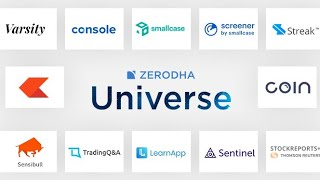 Varsity
console
smallcase
screener
by smallcase
Streak
ZERODHA
Universe
COIN
Sensibull
TradingQ&A
LearnApp
Sentinel
STOCKREPORTS+
THOMSON REUTERS